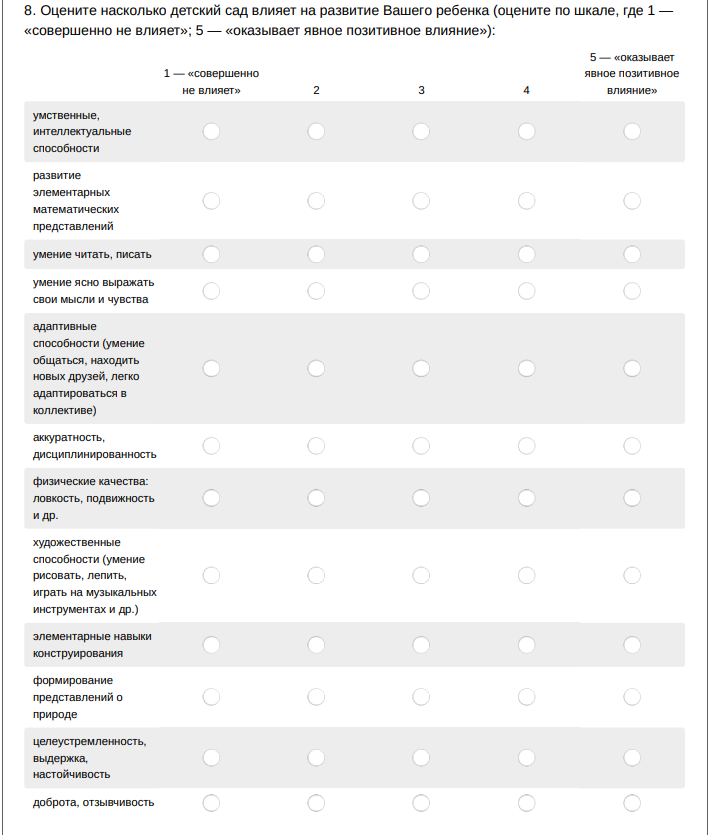 8. Оцените насколько детский сад влияет на развитие Вашего ребенка (оцените по шкале, где 1 —
«совершенно не влияет»; 5 — «оказывает явное позитивное влияние»):
1 — «совершенно
не влияет»
2
3
4
5 — «оказывает
явное позитивное
влияние»
умственные,
интеллектуальные
способности
развитие
элементарных
математических
представлений
умение читать, писать
умение ясно выражать
свои мысли и чувства
адаптивные
способности (умение
общаться, находить
новых друзей, легко
адаптироваться в
коллективе)
аккуратность,
дисциплинированность
физические качества:
ловкость, подвижность
и др.
художественные
способности (умение
рисовать, лепить,
играть на музыкальных
инструментах и др.)
элементарные навыки
конструирования
формирование
представлений о
природе
целеустремленность,
выдержка,
настойчивость
доброта, отзывчивость